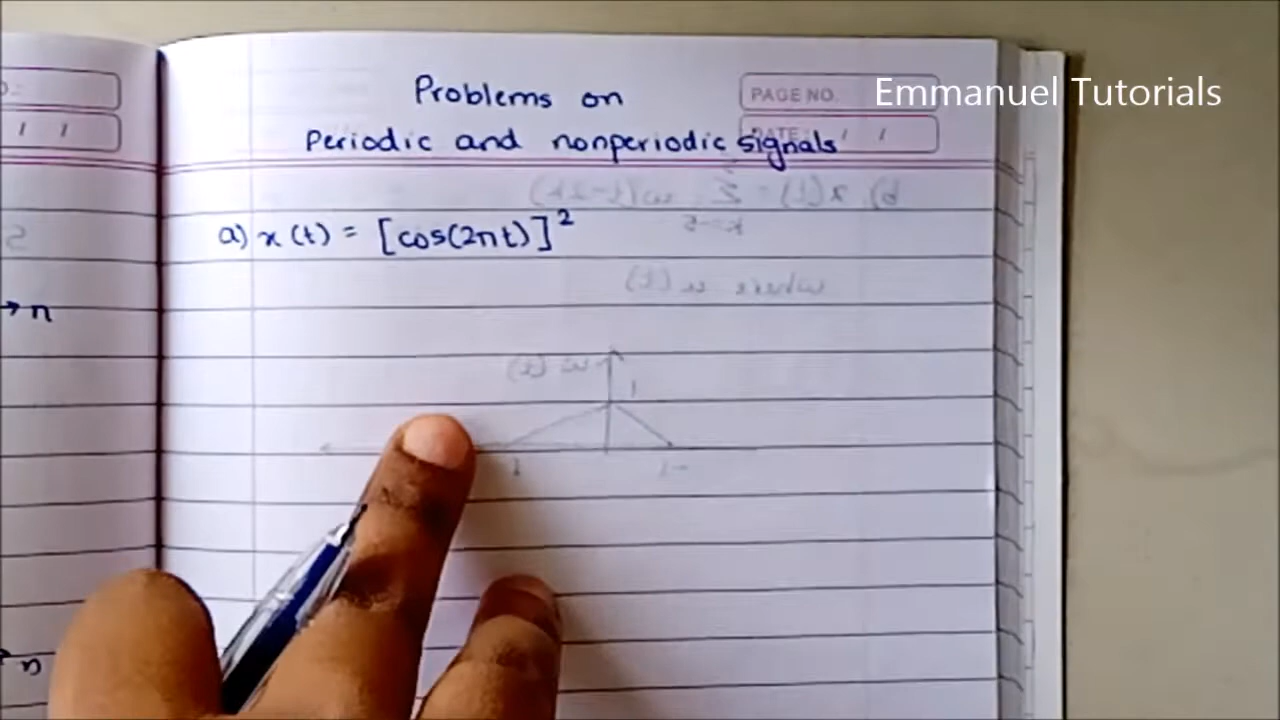 Emmanuel Tutorials
Problems on
PAGE NO.
Periodic and nonperiodic signals
DATE: / /
/ /
a) x(t) = [cos(2πt)]²
→ n
n